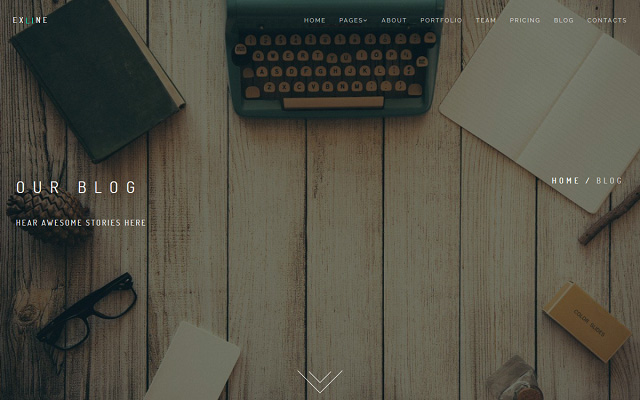 EXLINE
HOME PAGES ABOUT PORTFOLIO TEAM PRICING BLOG CONTACTS
OUR BLOG
HOME / BLOG
HEAR AWESOME STORIES HERE